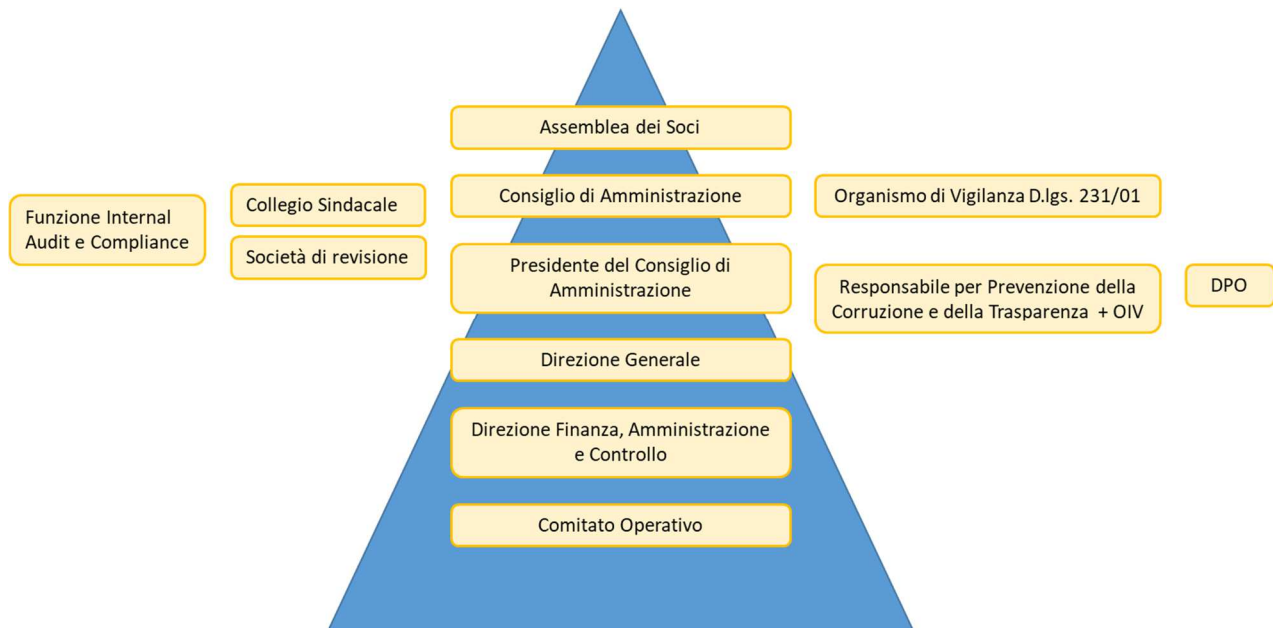 Assemblea dei Soci
Funzione Internal
Audit e Compliance
Collegio Sindacale
Società di revisione
Consiglio di Amministrazione
Organismo di Vigilanza D.lgs. 231/01
Presidente del Consiglio di
Amministrazione
Responsabile per Prevenzione della
Corruzione e della Trasparenza + OIV
DPO
Direzione Generale
Direzione Finanza, Amministrazione
e Controllo
Comitato Operativo